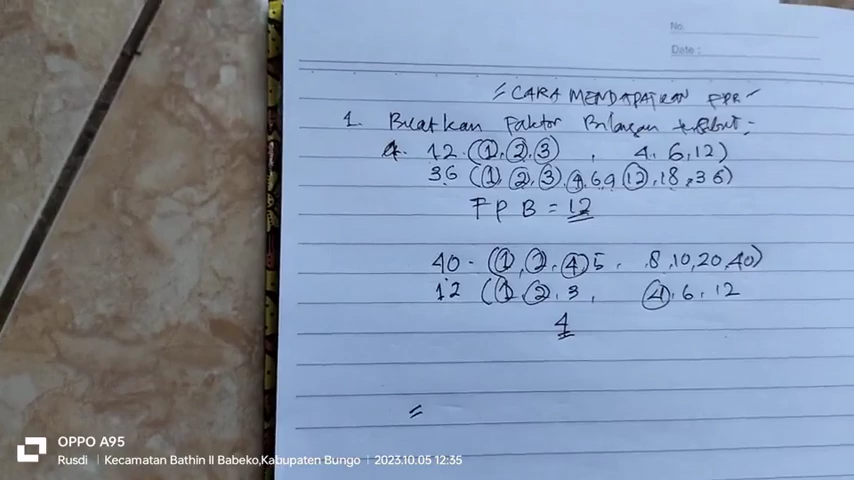 No.
Date :
= CARA MENDAPATKAN FPB =
1. Buatkan Faktor Bilangan tersebut:
12 (1, 2, 3, 4, 6, 12)
36 (1, 2, 3, 4, 6, 9, 12, 18, 36)
FPB = 12
40 - (1, 2, 4, 5, 8, 10, 20, 40)
12 (1, 2, 3, 4, 6, 12
4
=
OPPO A95
Rusdi | Kecamatan Bathin II Babeko,Kabupaten Bungo | 2023.10.05 12:35